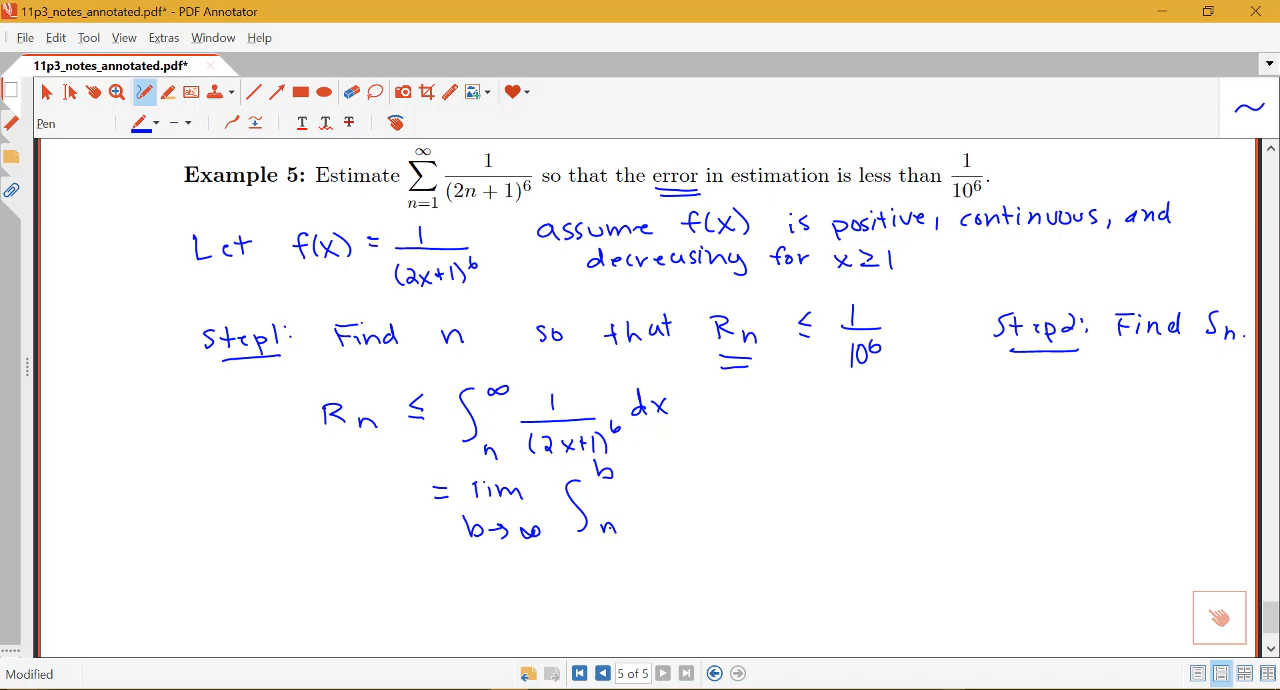 11p3_notes_annotated.pdf* - PDF Annotator
File Edit Tool View Extras Window Help
11p3_notes_annotated.pdf*
Pen
Example 5: Estimate ∑_{n=1}^{∞} 1/(2n + 1)^6 so that the error in estimation is less than 1/10^6.
Let f(x) = 1/(2x+1)^6 assume f(x) is positive, continuous, and
decreasing for x ≥ 1
Step1: Find n so that Rn ≤ 1/10^6 Step2: Find Sn.
Rn ≤ ∫_n^∞ 1/(2x+1)^6 dx
= lim_{b→∞} ∫_n^b
Modified
5 of 5